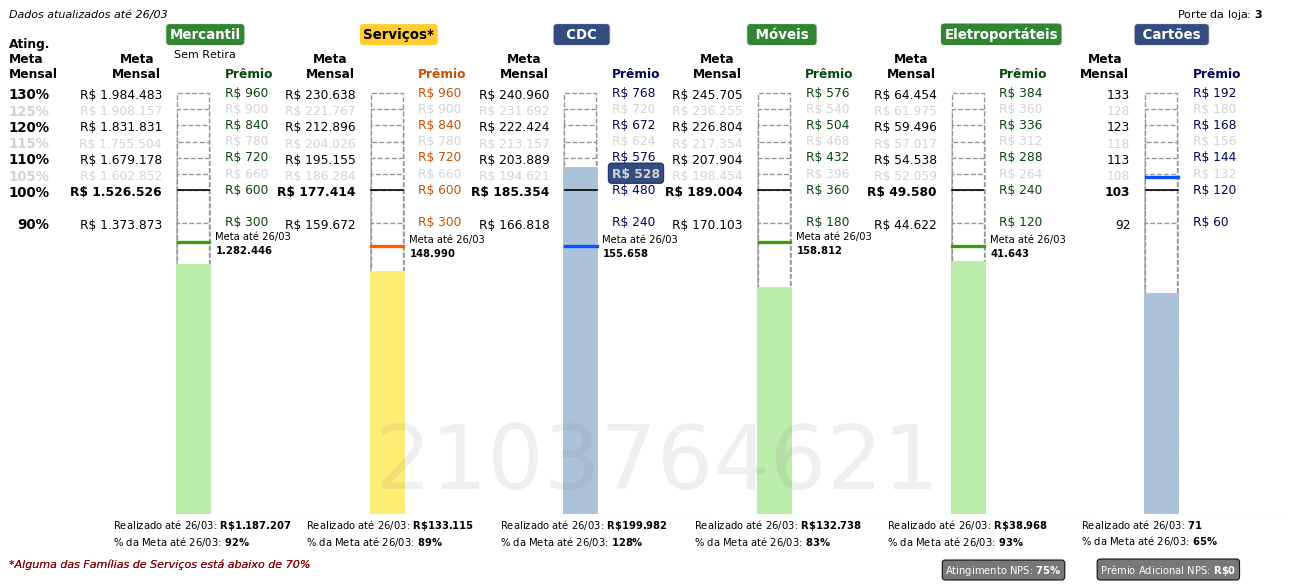 Dados atualizados até 26/03 Porte da loja: 3
Mercantil Serviços* CDC Móveis Eletroportáteis Cartões
Sem Retira
Ating. Meta Mensal Meta Mensal Prêmio Meta Mensal Prêmio Meta Mensal Prêmio Meta Mensal Prêmio Meta Mensal Prêmio Meta Mensal Prêmio
130% R$ 1.984.483 R$ 960 R$ 230.638 R$ 960 R$ 240.960 R$ 768 R$ 245.705 R$ 576 R$ 64.454 R$ 384 133 R$ 192
125% R$ 1.908.157 R$ 900 R$ 221.767 R$ 900 R$ 231.692 R$ 720 R$ 236.255 R$ 540 R$ 61.975 R$ 360 128 R$ 180
120% R$ 1.831.831 R$ 840 R$ 212.896 R$ 840 R$ 222.424 R$ 672 R$ 226.804 R$ 504 R$ 59.496 R$ 336 123 R$ 168
115% R$ 1.755.504 R$ 780 R$ 204.026 R$ 780 R$ 213.157 R$ 624 R$ 217.354 R$ 468 R$ 57.017 R$ 312 118 R$ 156
110% R$ 1.679.178 R$ 720 R$ 195.155 R$ 720 R$ 203.889 R$ 576 R$ 207.904 R$ 432 R$ 54.538 R$ 288 113 R$ 144
105% R$ 1.602.852 R$ 660 R$ 186.284 R$ 660 R$ 194.621 R$ 528 R$ 198.454 R$ 396 R$ 52.059 R$ 264 108 R$ 132
100% R$ 1.526.526 R$ 600 R$ 177.414 R$ 600 R$ 185.354 R$ 480 R$ 189.004 R$ 360 R$ 49.580 R$ 240 103 R$ 120
90% R$ 1.373.873 R$ 300 R$ 159.672 R$ 300 R$ 166.818 R$ 240 R$ 170.103 R$ 180 R$ 44.622 R$ 120 92 R$ 60
Meta até 26/03 Meta até 26/03 Meta até 26/03 Meta até 26/03 Meta até 26/03
1.282.446 148.990 155.658 158.812 41.643
2103764621
Realizado até 26/03: R$1.187.207 Realizado até 26/03: R$133.115 Realizado até 26/03: R$199.982 Realizado até 26/03: R$132.738 Realizado até 26/03: R$38.968 Realizado até 26/03: 71
% da Meta até 26/03: 92% % da Meta até 26/03: 89% % da Meta até 26/03: 128% % da Meta até 26/03: 83% % da Meta até 26/03: 93% % da Meta até 26/03: 65%
*Alguma das Famílias de Serviços está abaixo de 70% Atingimento NPS: 75% Prêmio Adicional NPS: R$0